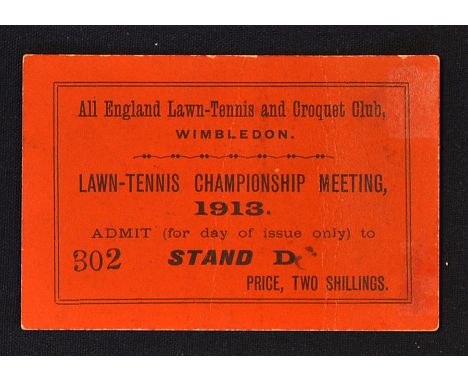 All England Lawn-Tennis and Croquet Club,
WIMBLEDON.
LAWN-TENNIS CHAMPIONSHIP MEETING,
1913.
ADMIT (for day of issue only) to
302 STAND D
PRICE, TWO SHILLINGS.